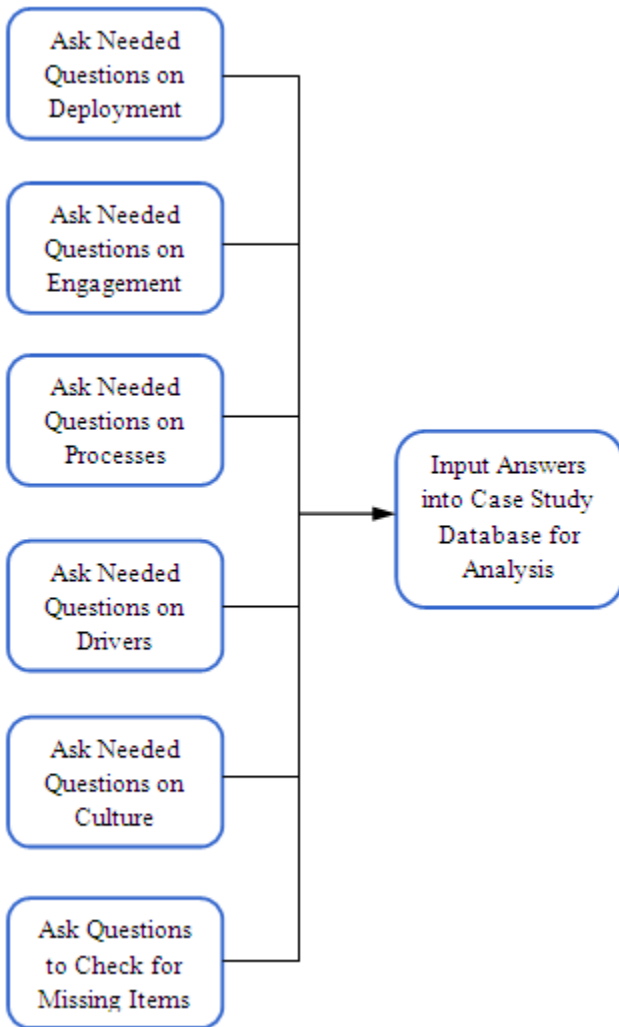 Ask Needed
Questions on
Deployment
Ask Needed
Questions on
Engagement
Ask Needed
Questions on
Processes
Ask Needed
Questions on
Drivers
Ask Needed
Questions on
Culture
Ask Questions
to Check for
Missing Items
Input Answers
into Case Study
Database for
Analysis